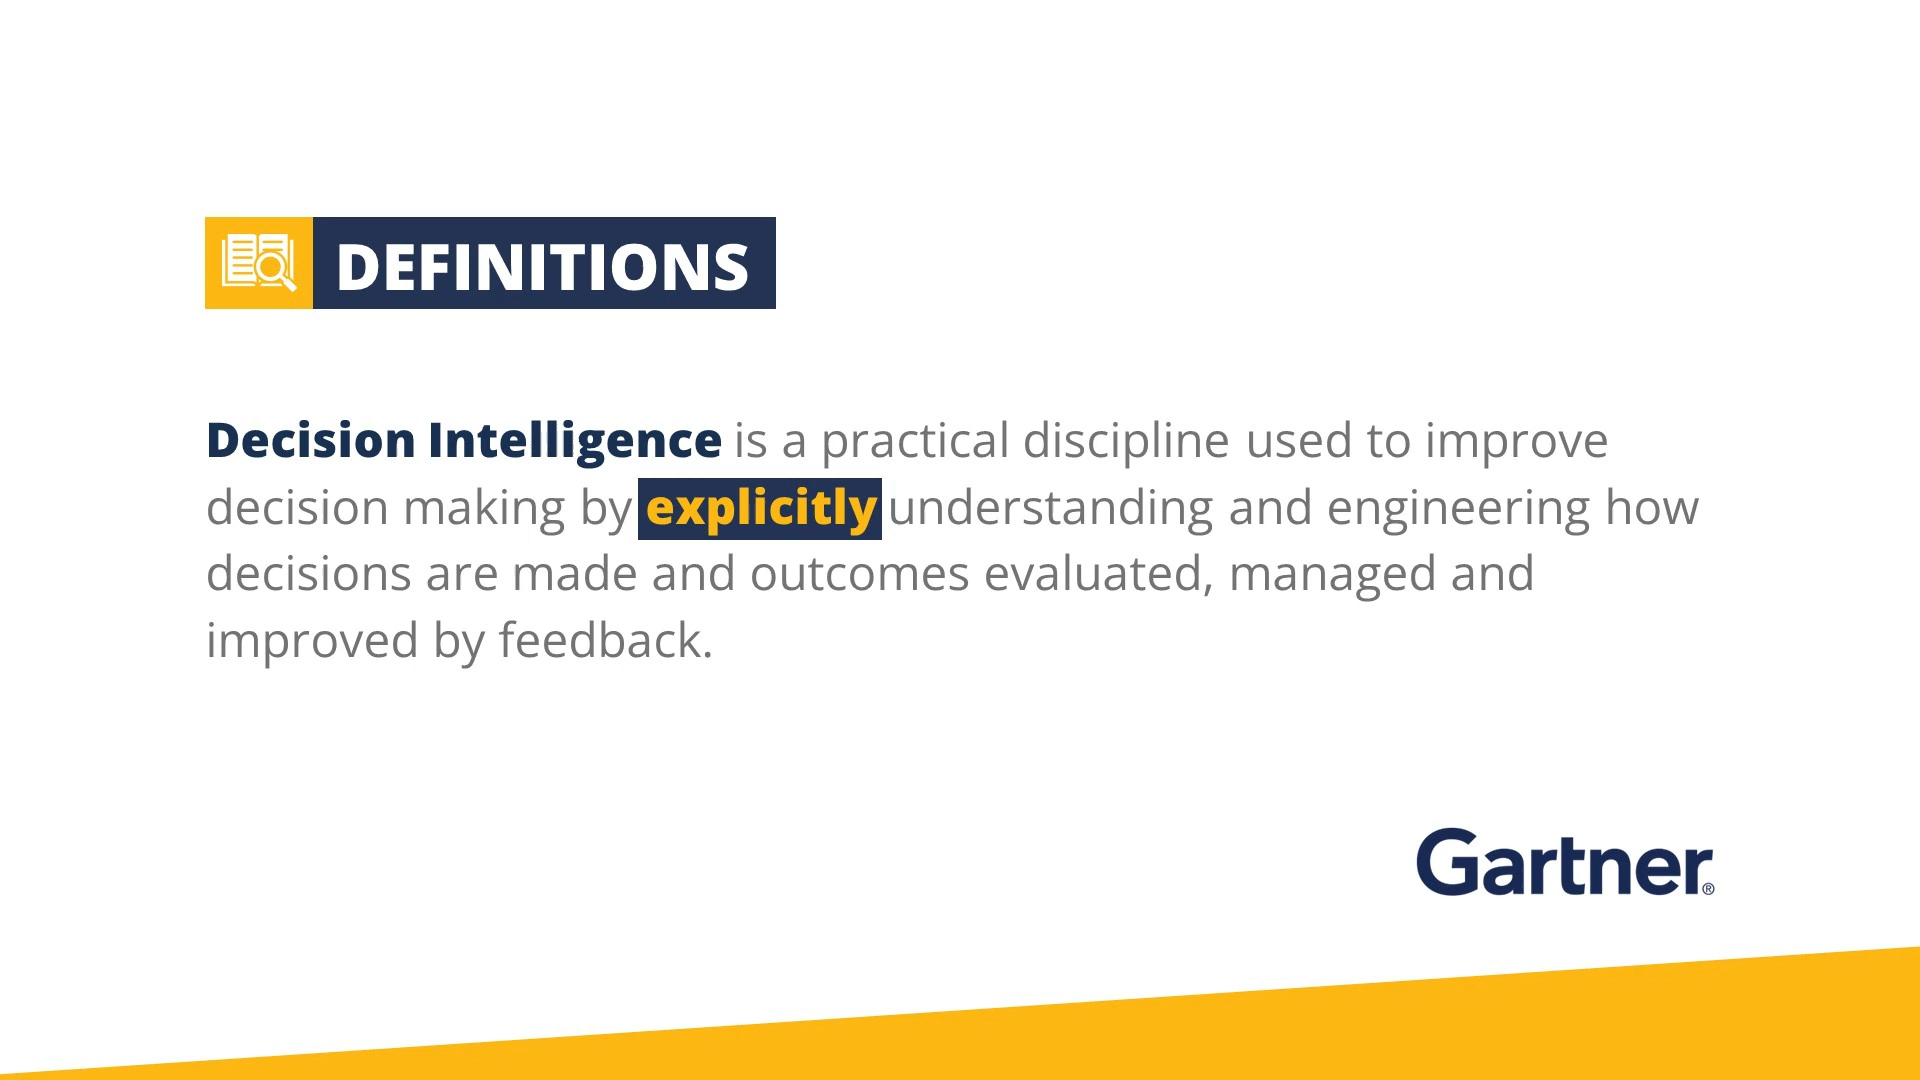 DEFINITIONS
Decision Intelligence is a practical discipline used to improve
decision making by explicitly understanding and engineering how
decisions are made and outcomes evaluated, managed and
improved by feedback.
Gartner®